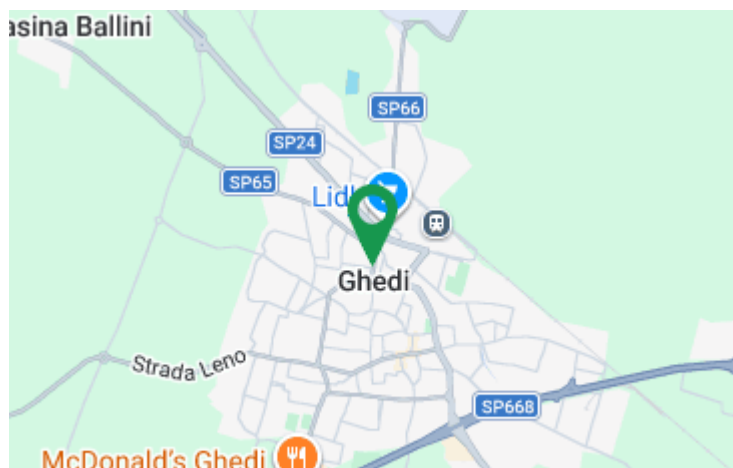 asina Ballini
SP66
SP24
SP65
Lidl
Ghedi
Strada Leno
SP668
McDonald's Ghedi